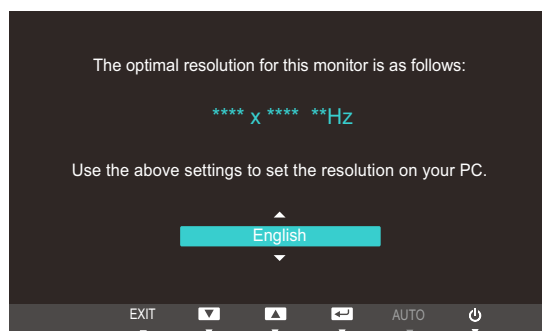 The optimal resolution for this monitor is as follows:
**** x **** **Hz
Use the above settings to set the resolution on your PC.
English
EXIT AUTO